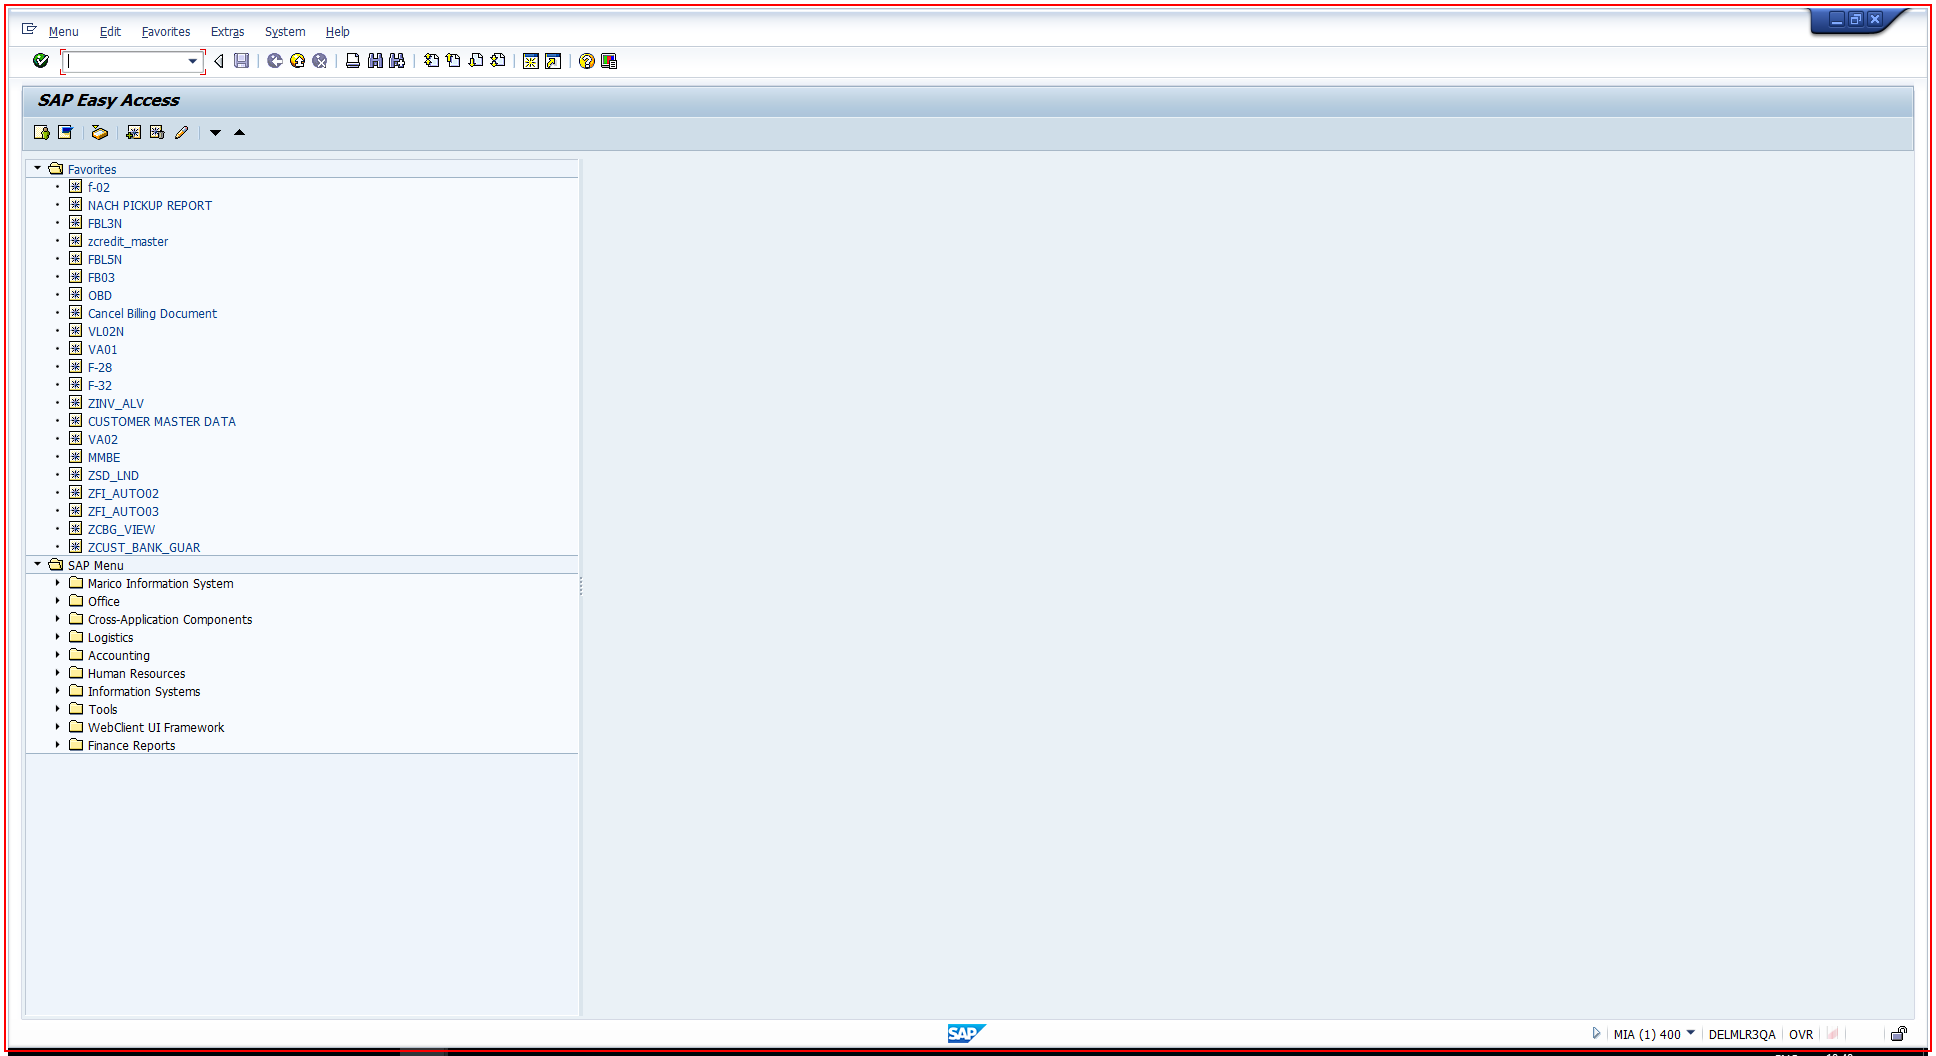 Menu Edit Favorites Extras System Help
SAP Easy Access
Favorites
f-02
NACH PICKUP REPORT
FBL3N
zcredit_master
FBL5N
FB03
OBD
Cancel Billing Document
VL02N
VA01
F-28
F-32
ZINV_ALV
CUSTOMER MASTER DATA
VA02
MMBE
ZSD_LND
ZFI_AUTO02
ZFI_AUTO03
ZCBG_VIEW
ZCUST_BANK_GUAR
SAP Menu
Marico Information System
Office
Cross-Application Components
Logistics
Accounting
Human Resources
Information Systems
Tools
WebClient UI Framework
Finance Reports
SAP MIA (1) 400 DELMLR3QA OVR